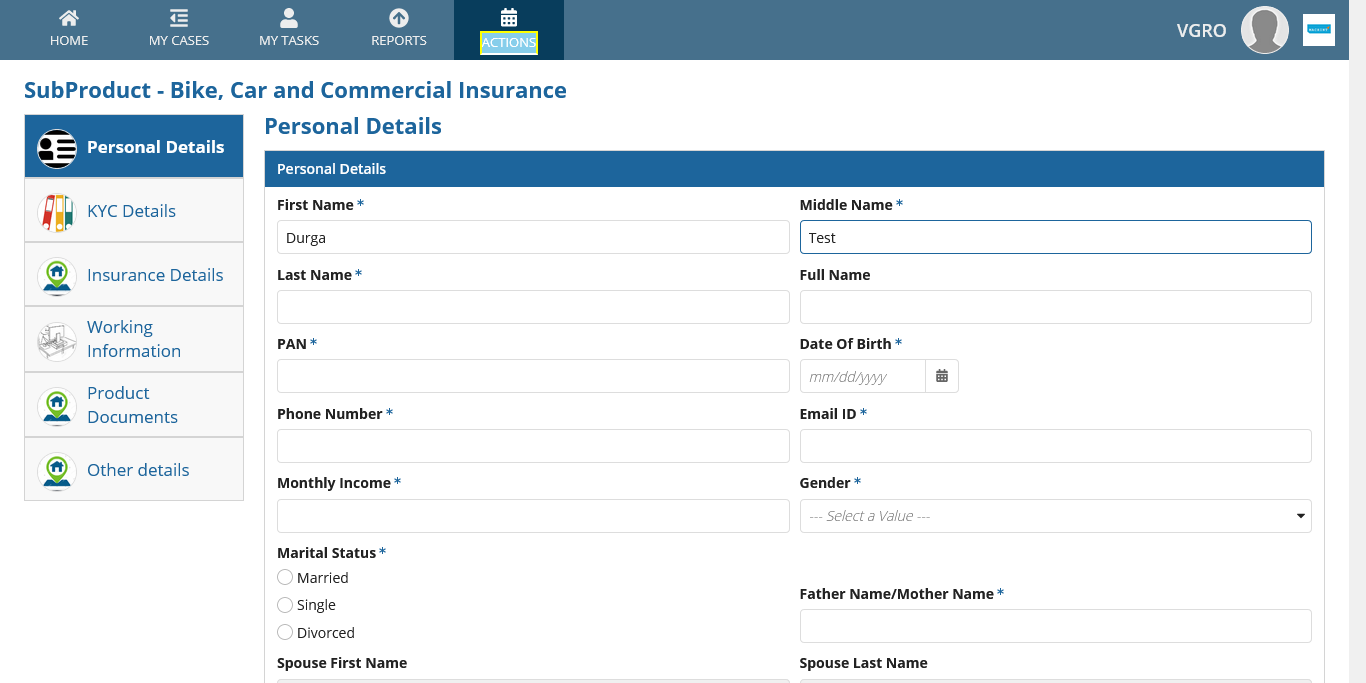 HOME
MY CASES
MY TASKS
REPORTS
ACTIONS
VGRO
SubProduct - Bike, Car and Commercial Insurance
Personal Details
KYC Details
Insurance Details
Working
Information
Product
Documents
Other details
Personal Details
Personal Details
First Name *
Middle Name *
Durga
Test
Last Name *
Full Name
PAN *
Date Of Birth *
mm/dd/yyyy
Phone Number *
Email ID *
Monthly Income *
Gender *
--- Select a Value ---
Marital Status *
Married
Single
Divorced
Father Name/Mother Name *
Spouse First Name
Spouse Last Name